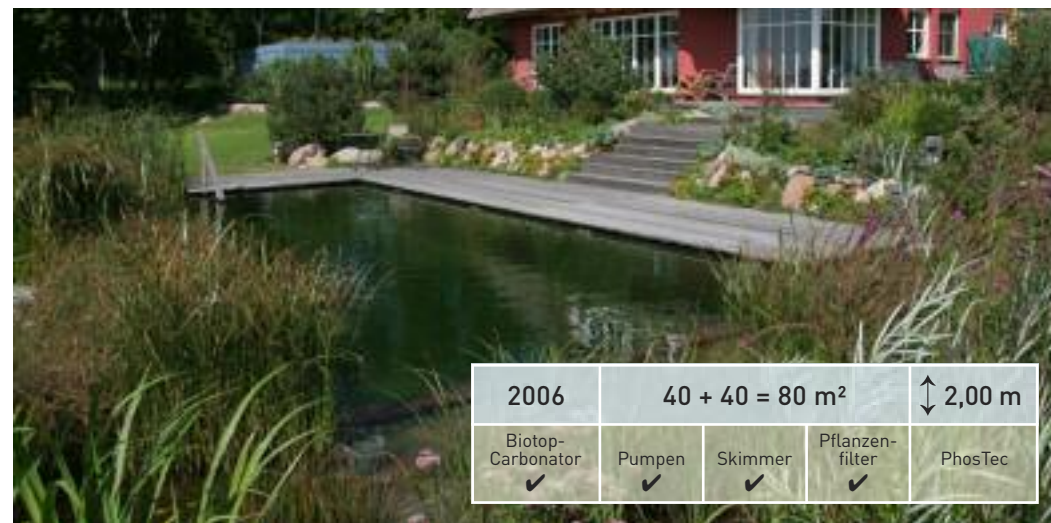 2006 40 + 40 = 80 m² ↕ 2,00 m
Biotop-
Carbonator
✔
Pumpen
✔
Skimmer
✔
Pflanzen-
filter
✔
PhosTec